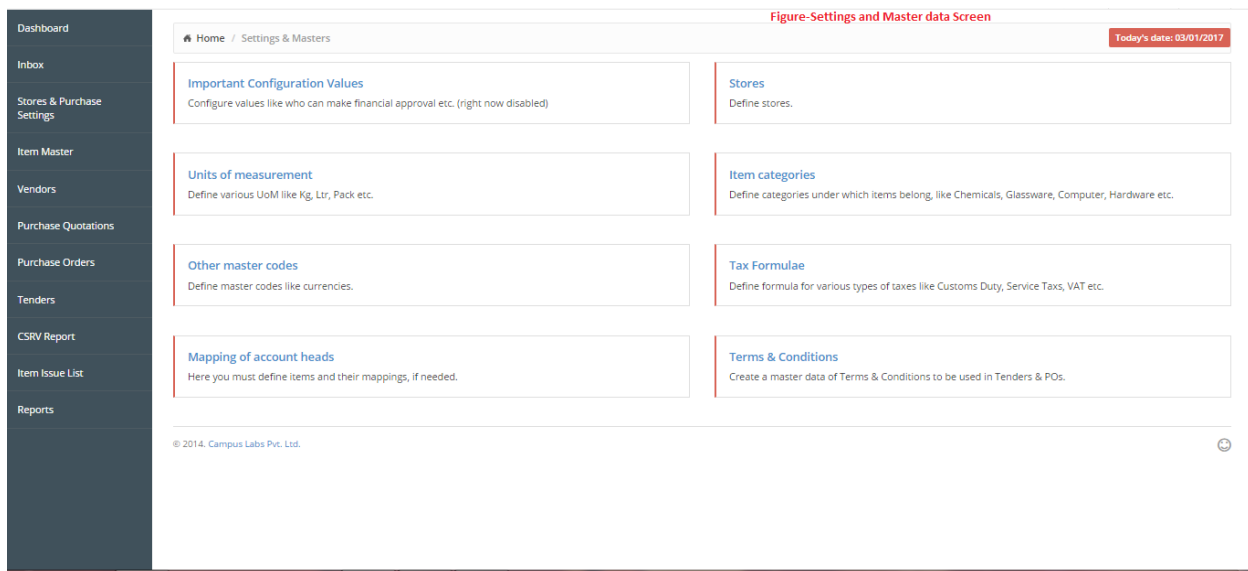 Figure-Settings and Master data Screen
Dashboard
Inbox
Stores & Purchase
Settings
Item Master
Vendors
Purchase Quotations
Purchase Orders
Tenders
CSRV Report
Item Issue List
Reports
Home / Settings & Masters
Today's date: 03/01/2017
Important Configuration Values
Configure values like who can make financial approval etc. (right now disabled)
Stores
Define stores.
Units of measurement
Define various UoM like Kg, Ltr, Pack etc.
Item categories
Define categories under which items belong, like Chemicals, Glassware, Computer, Hardware etc.
Other master codes
Define master codes like currencies.
Tax Formulae
Define formula for various types of taxes like Customs Duty, Service Taxs, VAT etc.
Mapping of account heads
Here you must define items and their mappings, if needed.
Terms & Conditions
Create a master data of Terms & Conditions to be used in Tenders & POs.
© 2014. Campus Labs Pvt. Ltd.